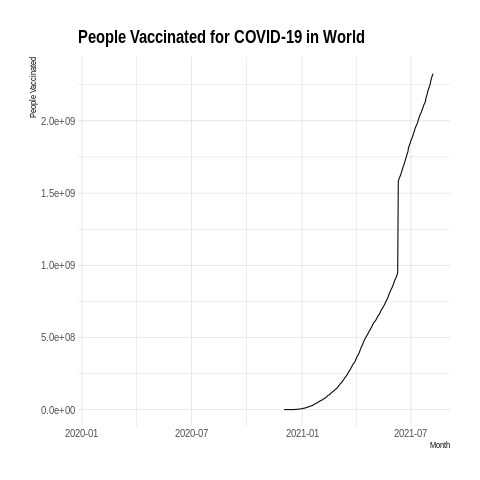 People Vaccinated for COVID-19 in World
People Vaccinated
2.0e+09
1.5e+09
1.0e+09
5.0e+08
0.0e+00
2020-01 2020-07 2021-01 2021-07
Month